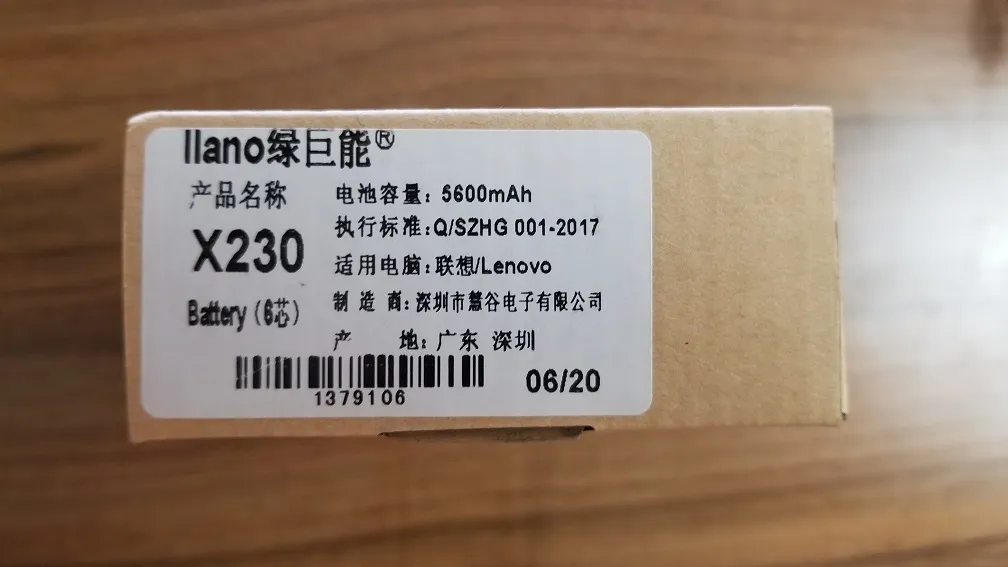 llano绿巨能®
产品名称
X230
Battery（6芯）
电池容量：5600mAh
执行标准:Q/SZHG 001-2017
适用电脑:联想/Lenovo
制 造 商:深圳市慧谷电子有限公司
产 地:广东 深圳
1379106
06/20